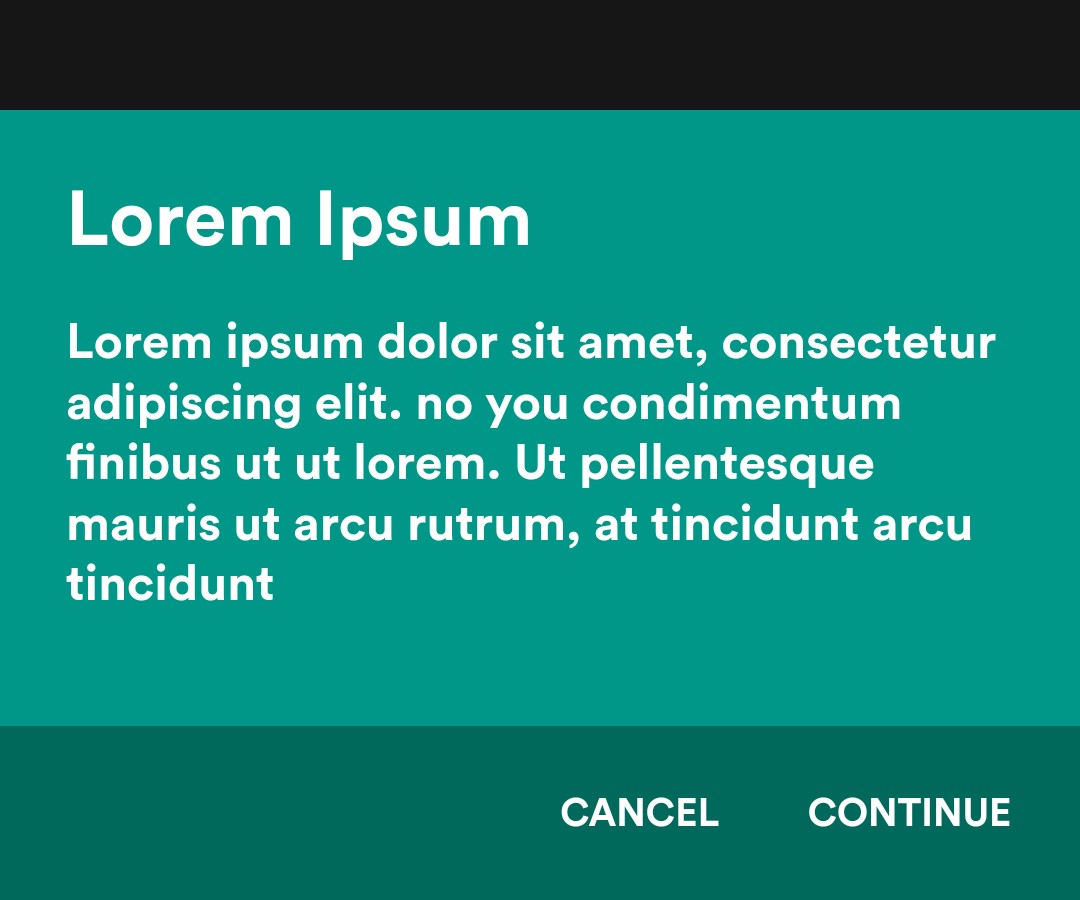 Lorem Ipsum
Lorem ipsum dolor sit amet, consectetur
adipiscing elit. no you condimentum
finibus ut ut lorem. Ut pellentesque
mauris ut arcu rutrum, at tincidunt arcu
tincidunt
CANCEL CONTINUE